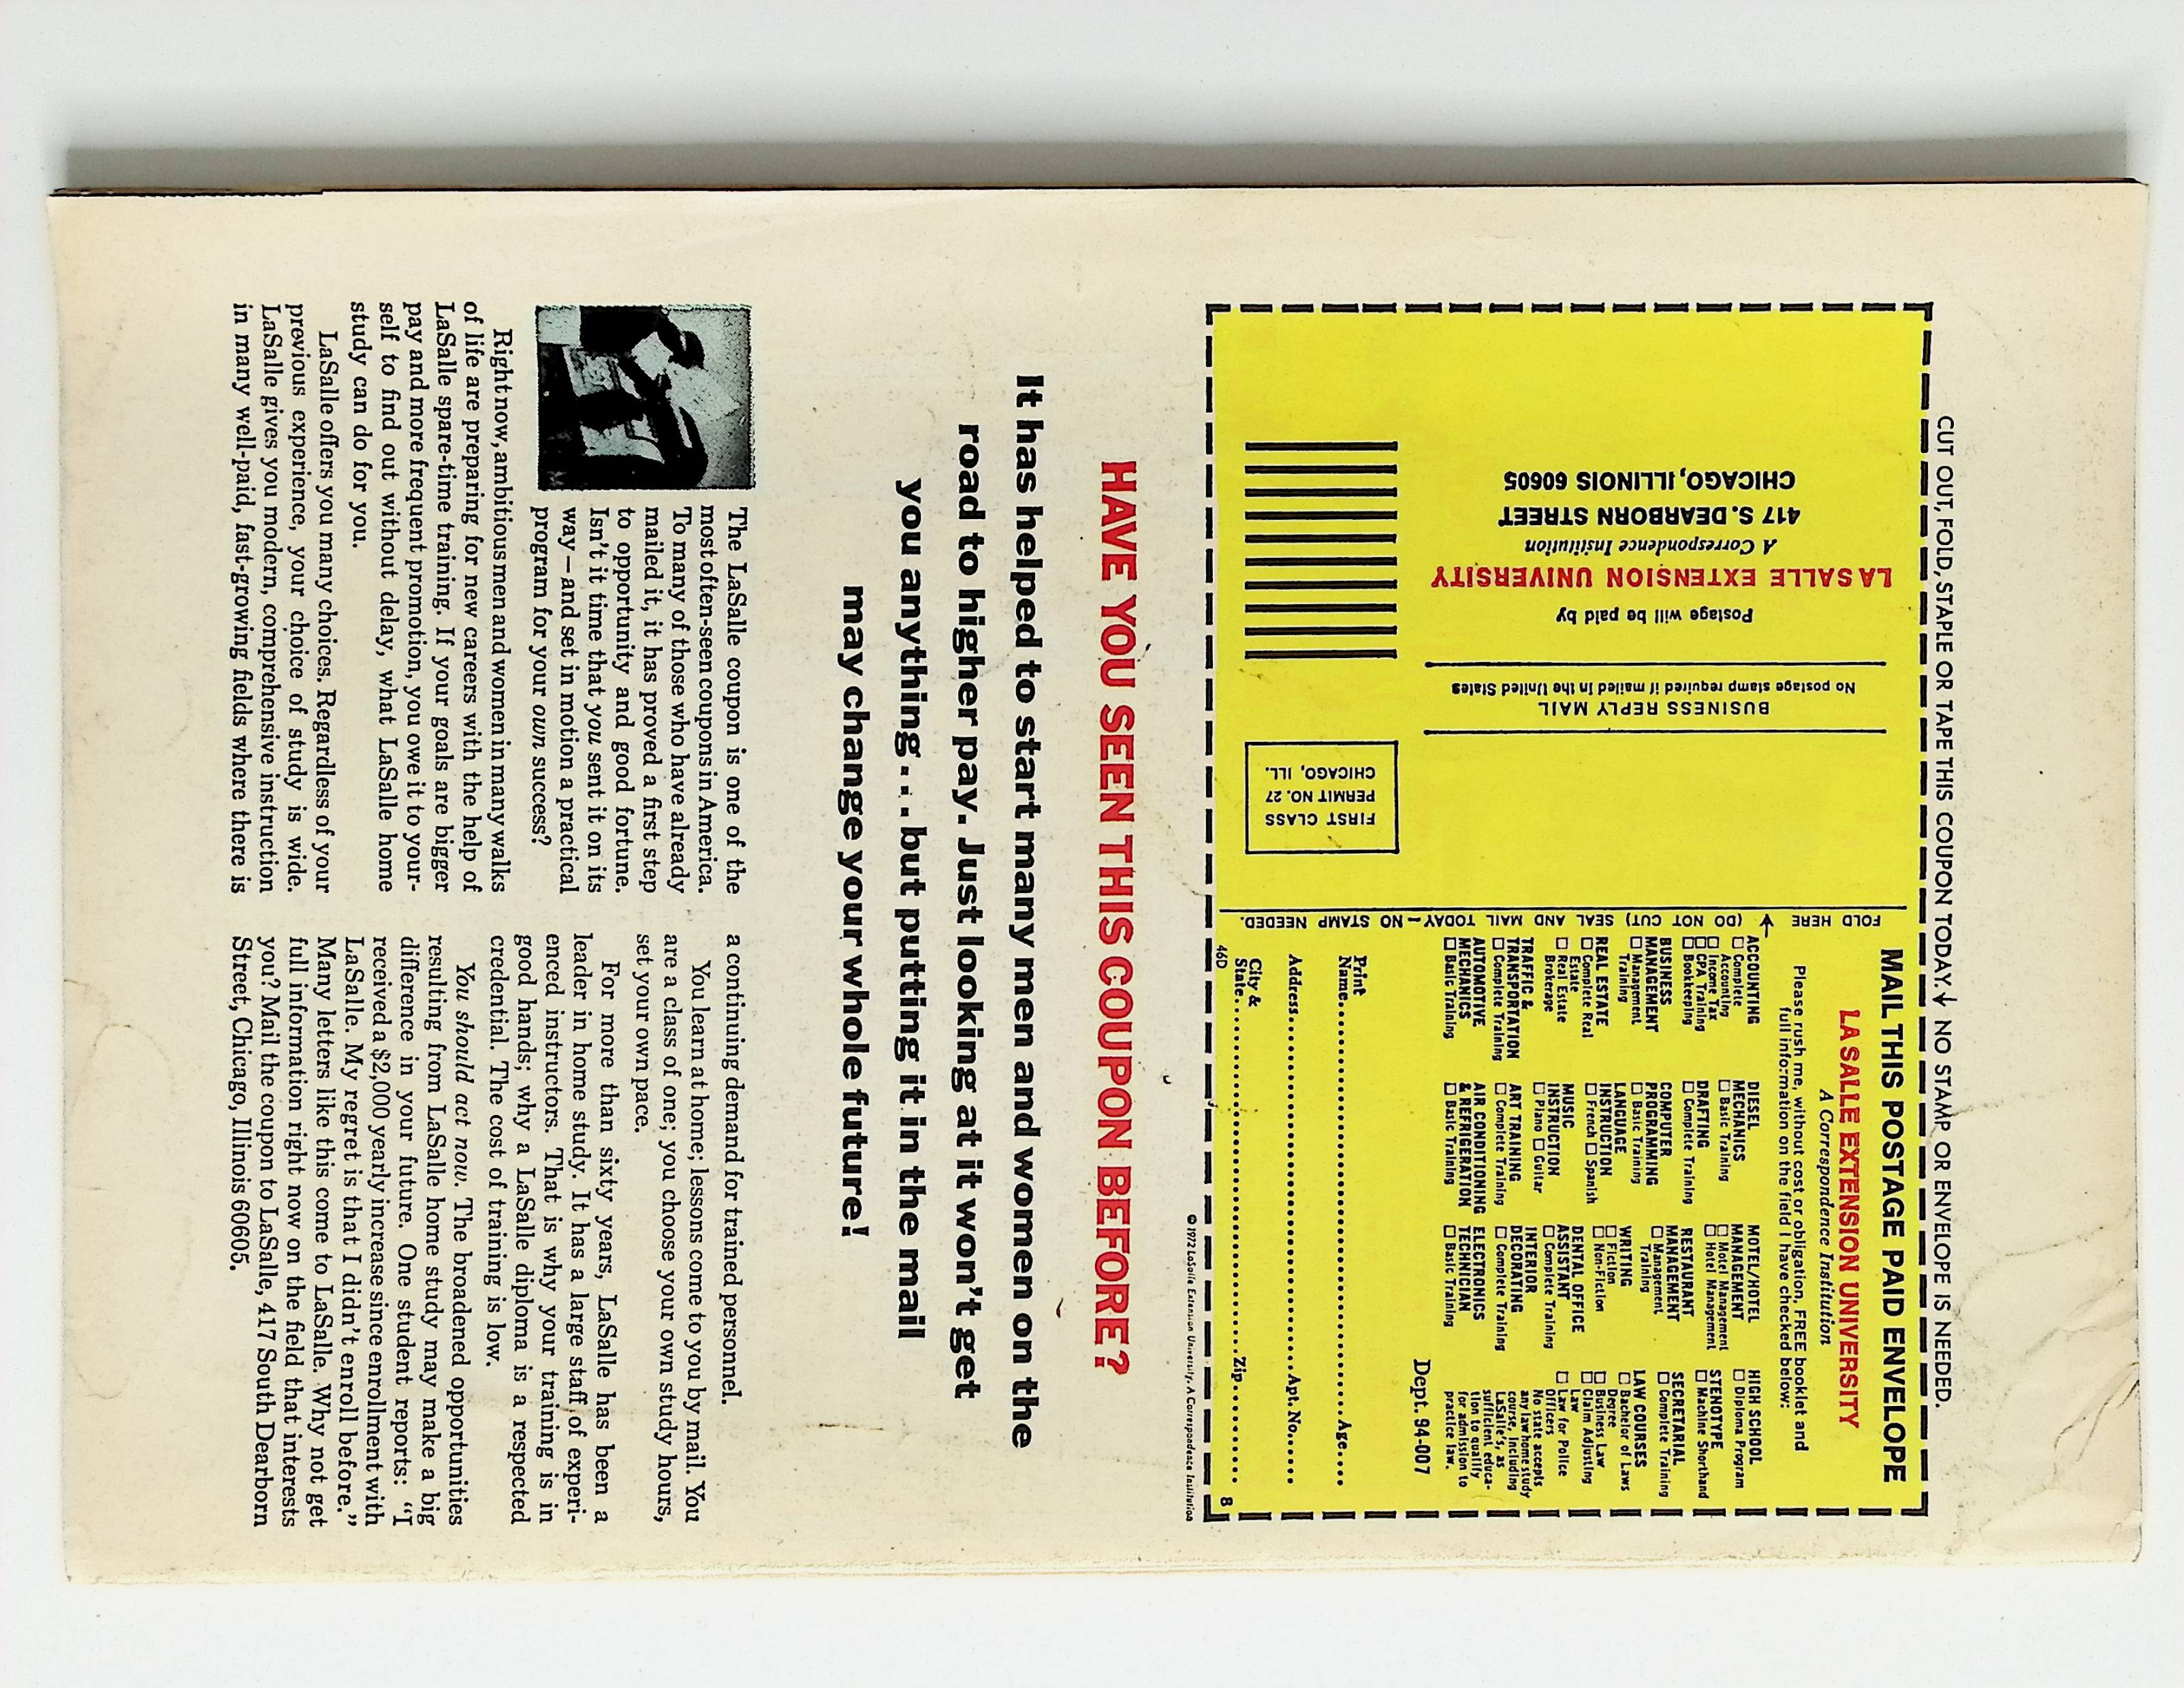 CUT OUT, FOLD, STAPLE OR TAPE THIS COUPON TODAY. NO STAMP OR ENVELOPE IS NEEDED.
FIRST CLASS
PERMIT NO. 27
CHICAGO, ILL.
BUSINESS REPLY MAIL
No postage stamp required if mailed in the United States
Postage will be paid by
LA SALLE EXTENSION UNIVERSITY
A Correspondence Institution
417 S. DEARBORN STREET
CHICAGO, ILLINOIS 60605
FOLD HERE (DO NOT CUT) SEAL AND MAIL TODAY—NO STAMP NEEDED.
MAIL THIS POSTAGE PAID ENVELOPE
LA SALLE EXTENSION UNIVERSITY
A Correspondence Institution
Please rush me, without cost or obligation, FREE booklet and
full information on the field I have checked below:
ACCOUNTING
☐ Complete
Accounting
☐ Income Tax
☐ CPA Training
☐ Bookkeeping
BUSINESS
MANAGEMENT
☐ Management
Training
REAL ESTATE
☐ Complete Real
Estate
☐ Real Estate
Brokerage
TRAFFIC &
TRANSPORTATION
☐ Complete Training
AUTOMOTIVE
MECHANICS
☐ Basic Training
DIESEL
MECHANICS
☐ Basic Training
DRAFTING
☐ Complete Training
COMPUTER
PROGRAMMING
☐ Basic Training
LANGUAGE
INSTRUCTION
☐ French ☐ Spanish
MUSIC
INSTRUCTION
☐ Piano ☐ Guitar
ART TRAINING
☐ Complete Training
AIR CONDITIONING
& REFRIGERATION
☐ Basic Training
MOTEL/HOTEL
MANAGEMENT
☐ Motel Management
☐ Hotel Management
RESTAURANT
MANAGEMENT
☐ Management
Training
WRITING
☐ Fiction
☐ Non-Fiction
DENTAL OFFICE
ASSISTANT
☐ Complete Training
INTERIOR
DECORATING
☐ Complete Training
ELECTRONICS
TECHNICIAN
☐ Basic Training
HIGH SCHOOL
☐ Diploma Program
STENOTYPE
☐ Machine Shorthand
SECRETARIAL
☐ Complete Training
LAW COURSES
☐ Bachelor of Laws
Degree
☐ Business Law
☐ Claim Adjusting
Law
☐ Law for Police
Officers
No state accepts
any law home study
course, including
LaSalle's, as
sufficient educa-
tion to qualify
for admission to
practice law.
Dept. 94-007
Print
Name..........Age....
Address..........Apt. No.....
City &
State..........Zip..........
46D 8
© 1972 LaSalle Extension University, A Correspondence Institution
HAVE YOU SEEN THIS COUPON BEFORE?
It has helped to start many men and women on the
road to higher pay. Just looking at it won't get
you anything...but putting it in the mail
may change your whole future!
The LaSalle coupon is one of the
most often-seen coupons in America.
To many of those who have already
mailed it, it has proved a first step
to opportunity and good fortune.
Isn't it time that you sent it on its
way—and set in motion a practical
program for your own success?
Right now, ambitious men and women in many walks
of life are preparing for new careers with the help of
LaSalle spare-time training. If your goals are bigger
pay and more frequent promotion, you owe it to your-
self to find out without delay, what LaSalle home
study can do for you.
LaSalle offers you many choices. Regardless of your
previous experience, your choice of study is wide.
LaSalle gives you modern, comprehensive instruction
in many well-paid, fast-growing fields where there is
a continuing demand for trained personnel.
You learn at home; lessons come to you by mail. You
are a class of one; you choose your own study hours,
set your own pace.
For more than sixty years, LaSalle has been a
leader in home study. It has a large staff of experi-
enced instructors. That is why your training is in
good hands; why a LaSalle diploma is a respected
credential. The cost of training is low.
You should act now. The broadened opportunities
resulting from LaSalle home study may make a big
difference in your future. One student reports: “I
received a $2,000 yearly increase since enrollment with
LaSalle. My regret is that I didn't enroll before.”
Many letters like this come to LaSalle. Why not get
full information right now on the field that interests
you? Mail the coupon to LaSalle, 417 South Dearborn
Street, Chicago, Illinois 60605.